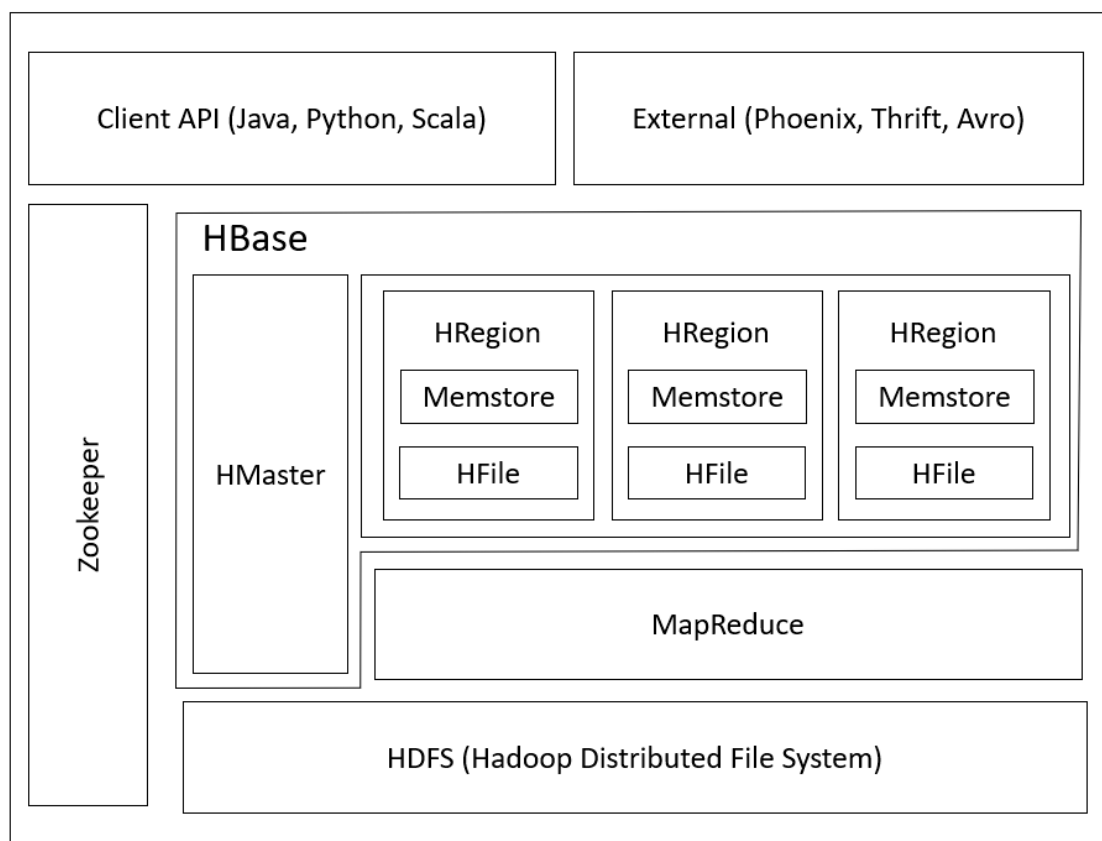 Client API (Java, Python, Scala)
External (Phoenix, Thrift, Avro)
Zookeeper
HBase
HMaster
HRegion
Memstore
HFile
HRegion
Memstore
HFile
HRegion
Memstore
HFile
MapReduce
HDFS (Hadoop Distributed File System)